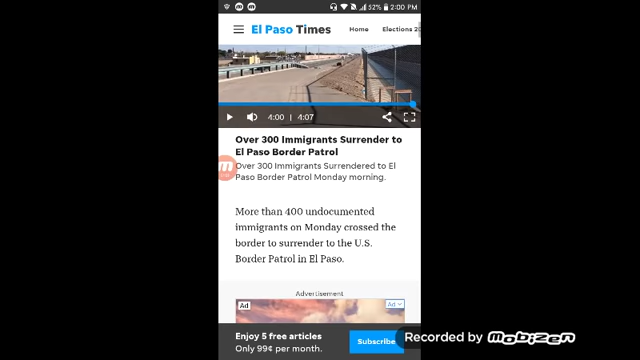 52% 2:00 PM
El Paso Times Home Elections 2
4:00 | 4:07
Over 300 Immigrants Surrender to
El Paso Border Patrol
Over 300 Immigrants Surrendered to El
Paso Border Patrol Monday morning.
More than 400 undocumented
immigrants on Monday crossed the
border to surrender to the U.S.
Border Patrol in El Paso.
Advertisement
Ad Ad
Enjoy 5 free articles
Only 99¢ per month.
Subscribe
Recorded by Mobizen